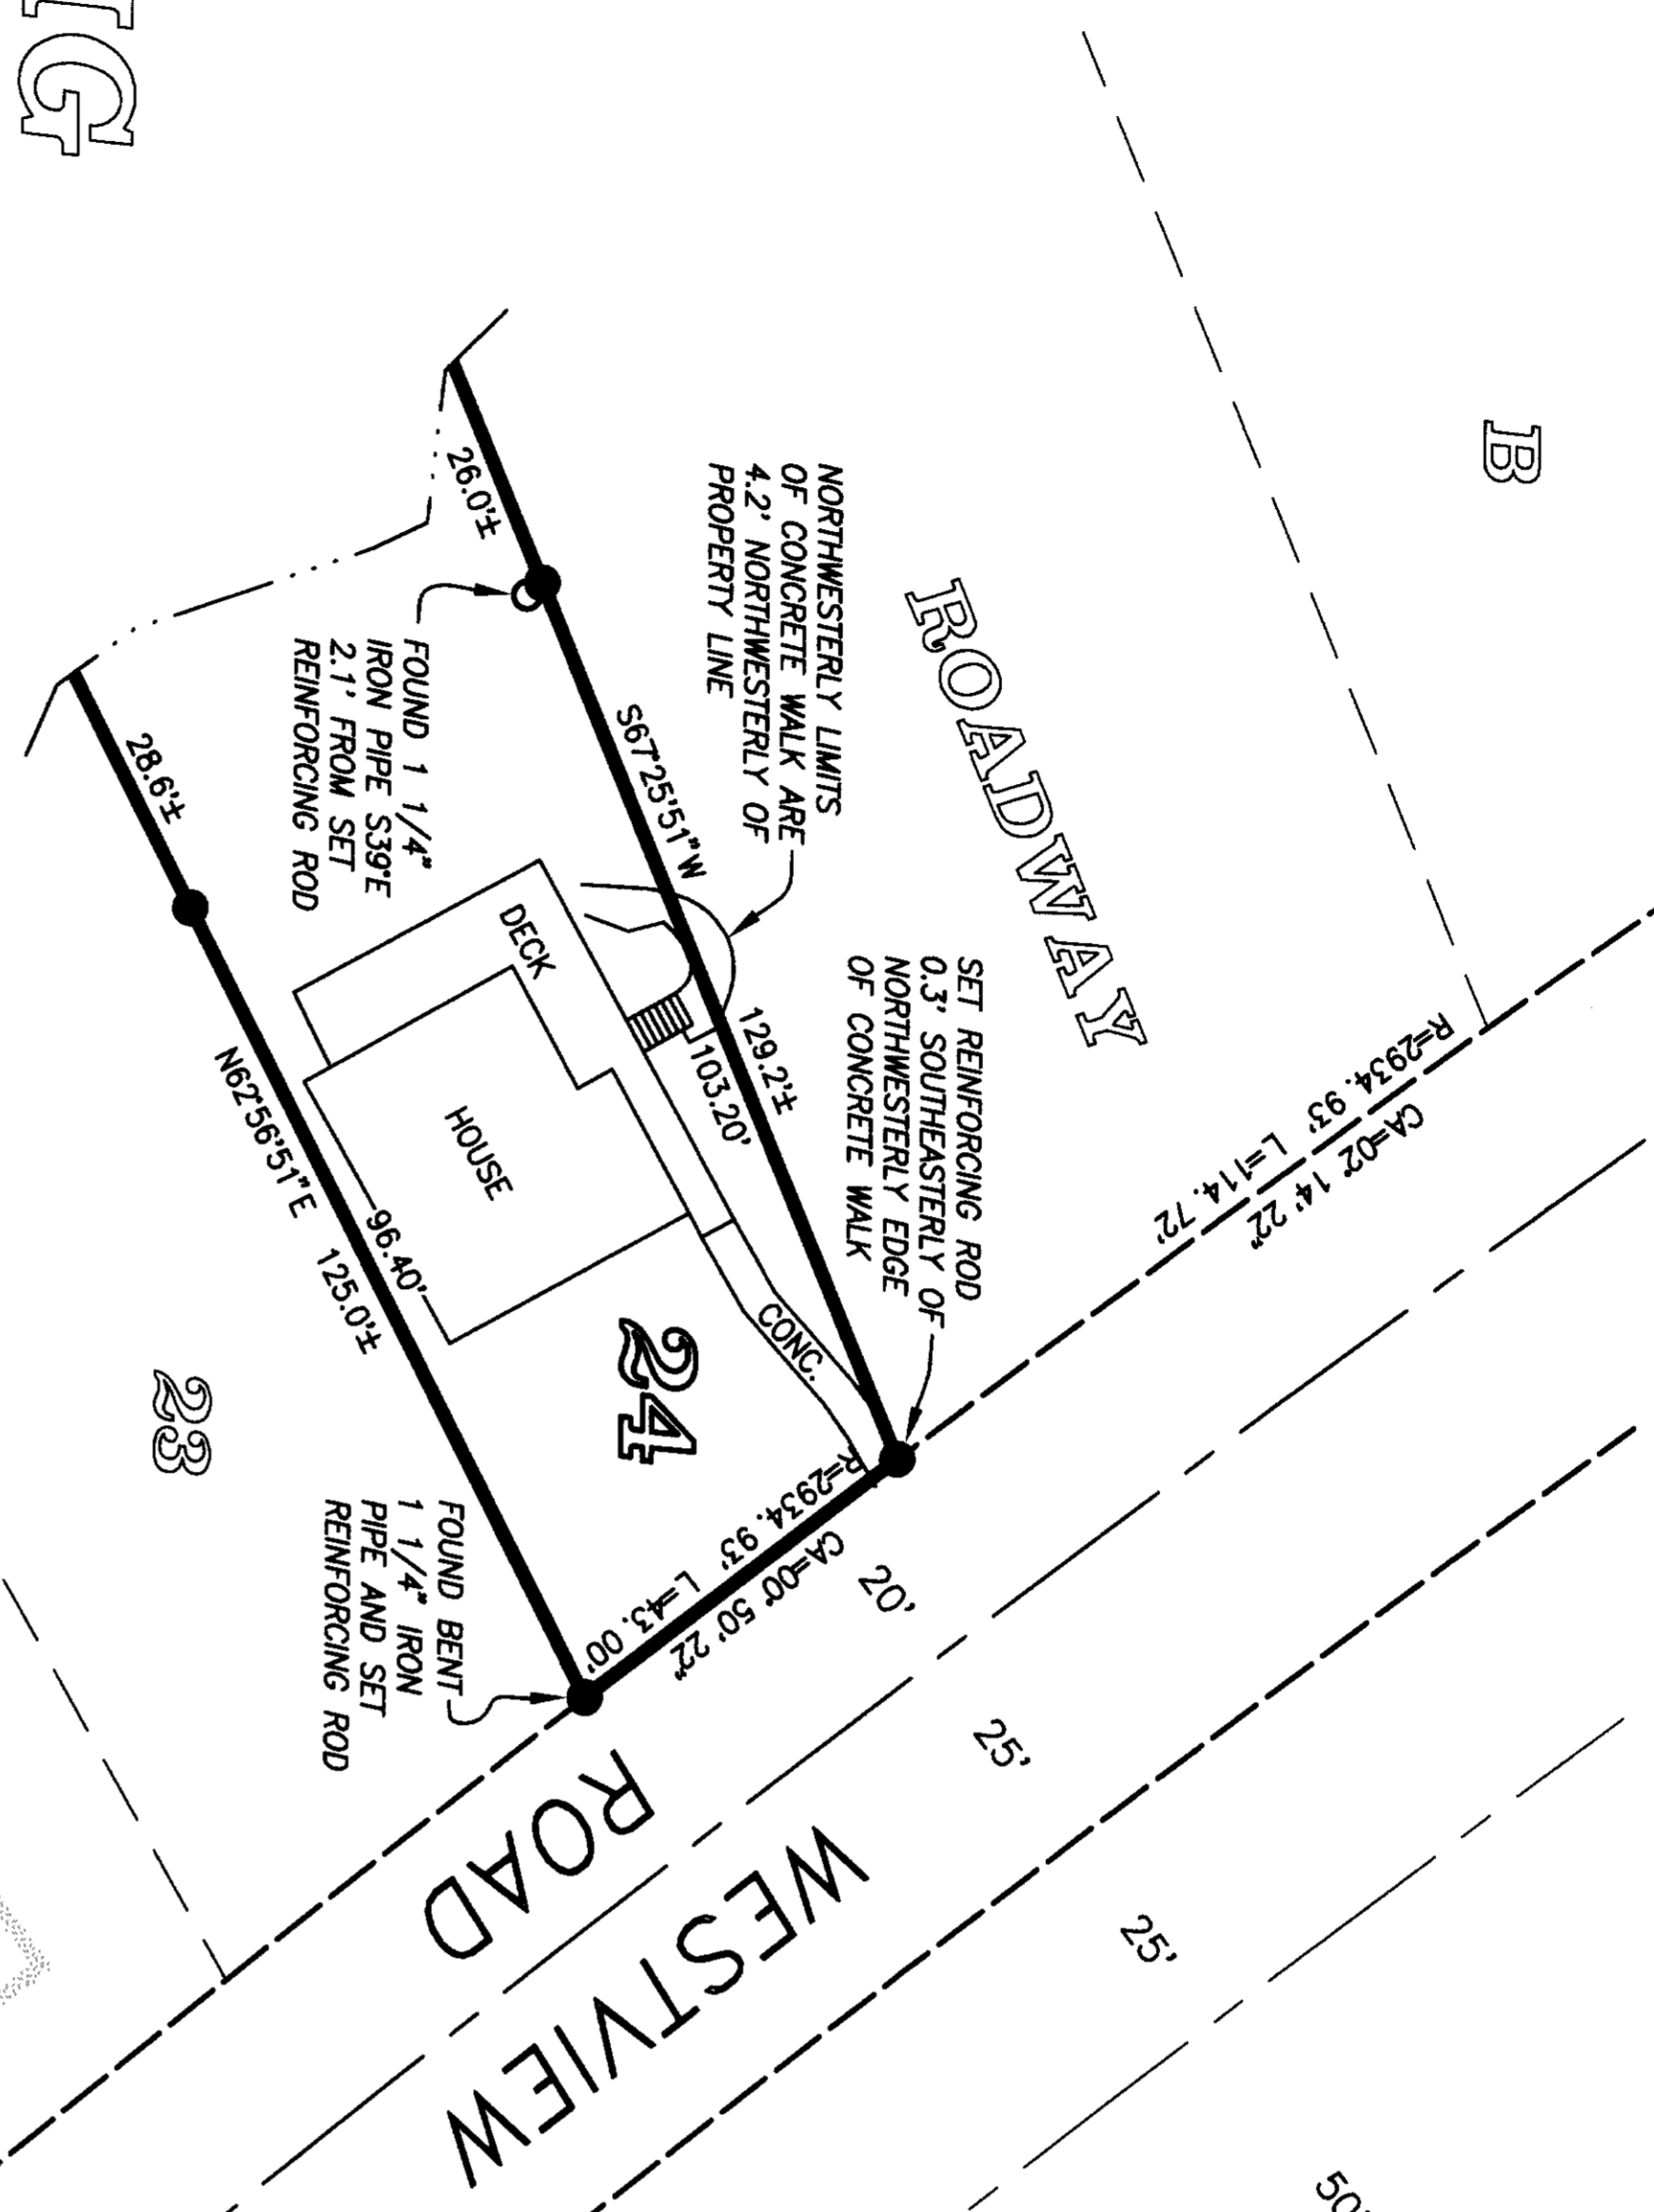 IG
B
ROADWAY
NORTHWESTERLY LIMITS
OF CONCRETE WALK ARE
4.2' NORTHWESTERLY OF
PROPERTY LINE
26.0'±
FOUND 1 1/4"
IRON PIPE S39°E
2.1' FROM SET
REINFORCING ROD
S67°25'51"W
129.2'±
103.20'
SET REINFORCING ROD
0.3' SOUTHEASTERLY OF
NORTHWESTERLY EDGE
OF CONCRETE WALK
R=2934. 93' L=114. 72'
CA=02° 14' 22"
28.6'±
DECK
HOUSE
CONC.
N62°56'51"E 125.0'±
96.40'
24
23
R=2934. 93' L=43. 00'
CA=00° 50' 22"
FOUND BENT
1 1/4" IRON
PIPE AND SET
REINFORCING ROD
20'
25'
25'
50'
WESTVIEW
ROAD